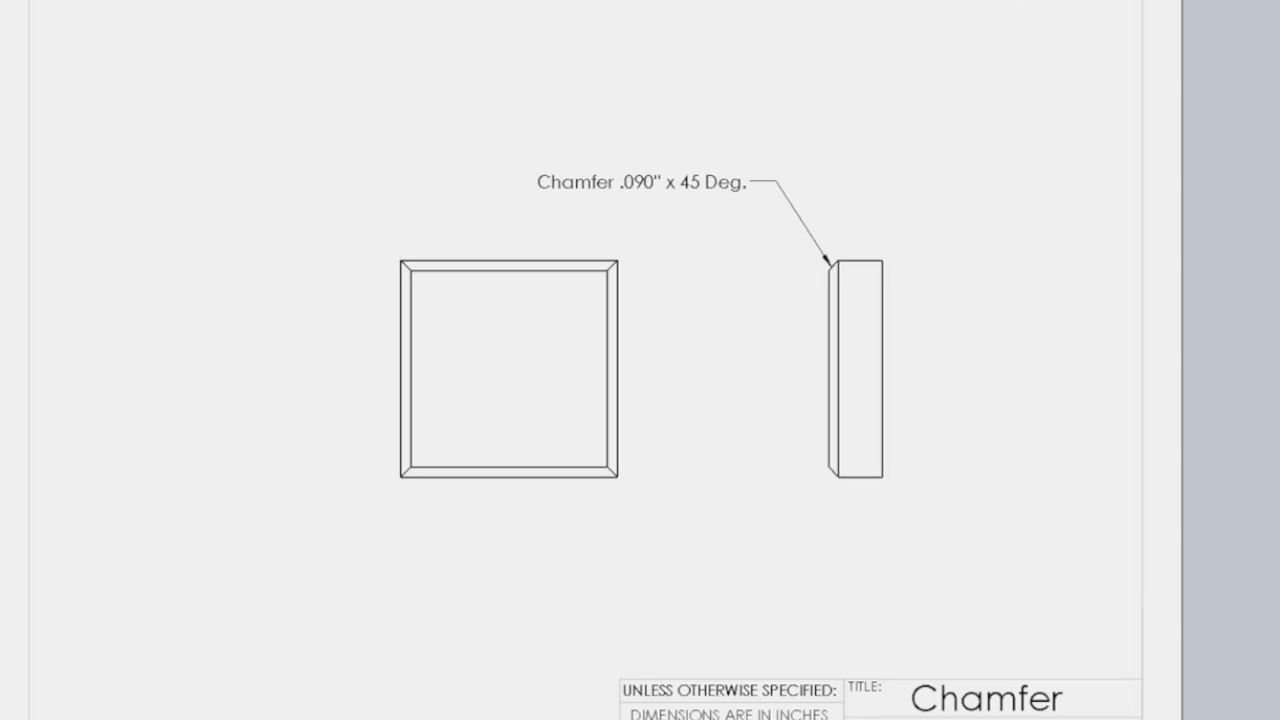 Chamfer .090" x 45 Deg.
UNLESS OTHERWISE SPECIFIED:
TITLE:
Chamfer
DIMENSIONS ARE IN INCHES